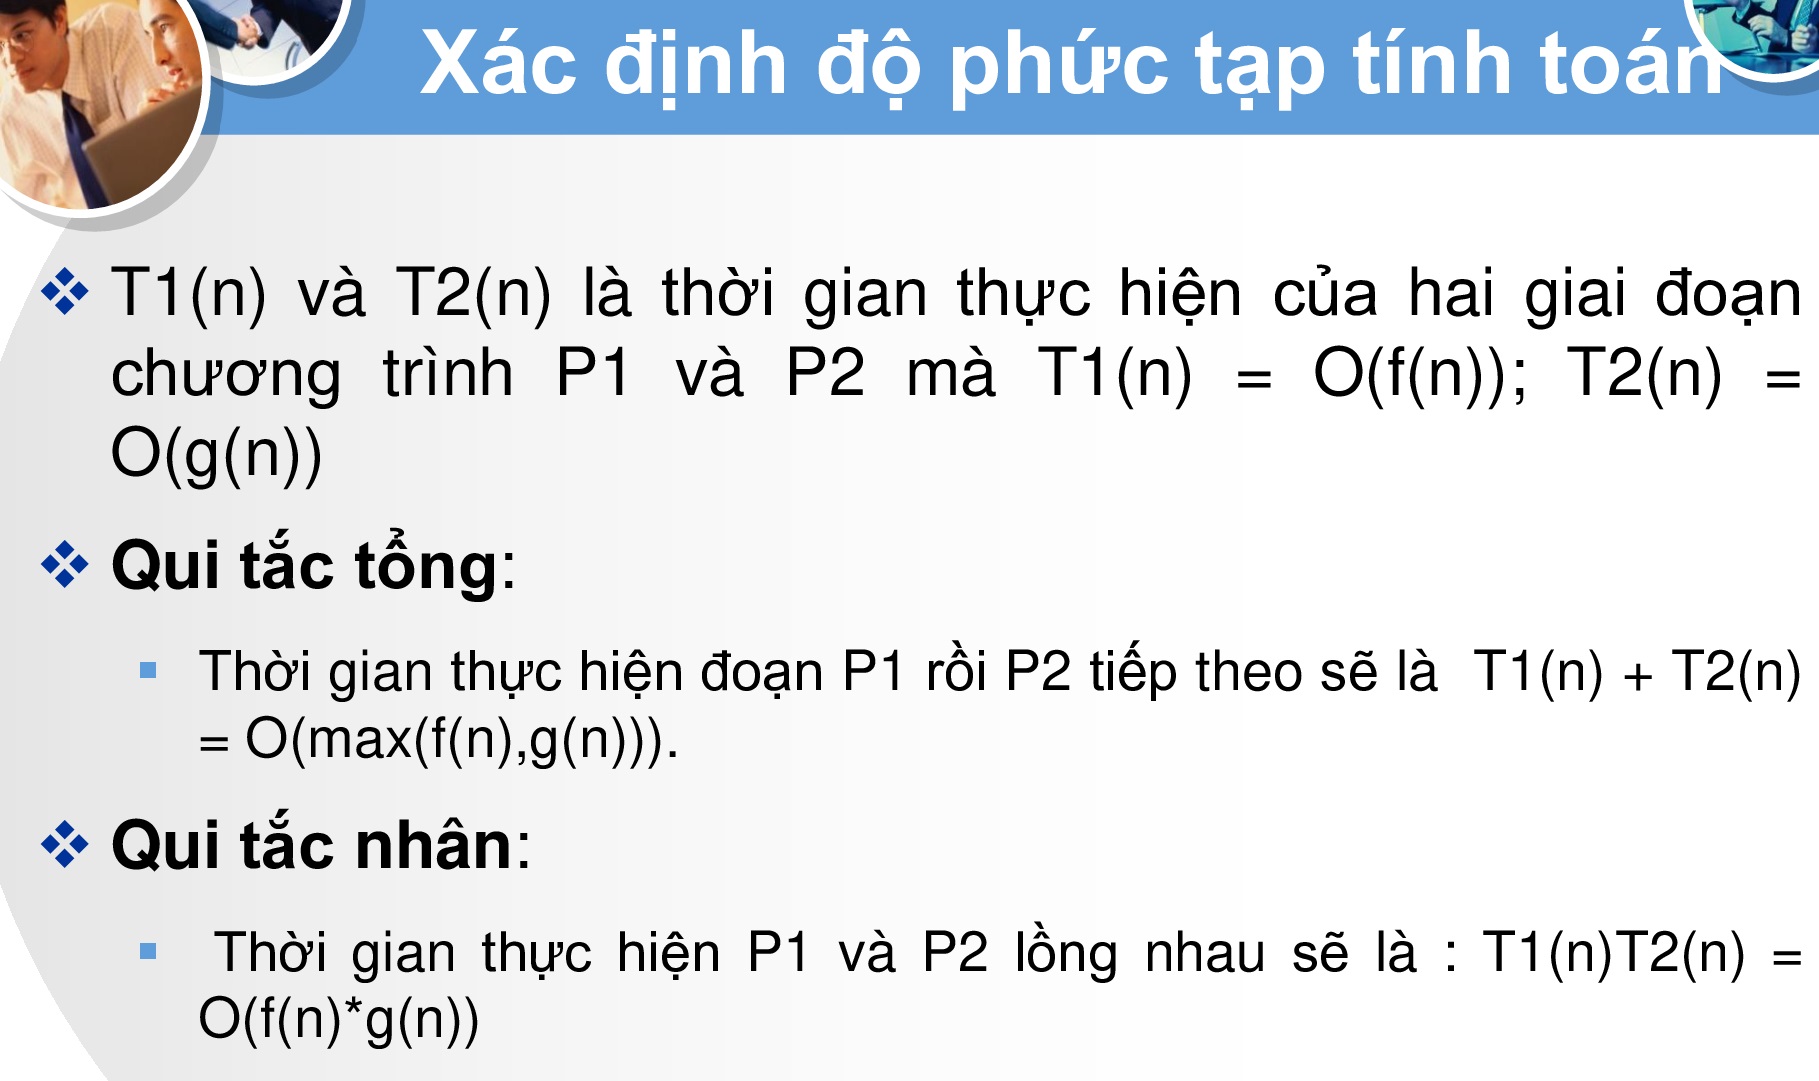 Xác định độ phức tạp tính toán
T1(n) và T2(n) là thời gian thực hiện của hai giai đoạn
chương trình P1 và P2 mà T1(n) = O(f(n)); T2(n) =
O(g(n))
Qui tắc tổng:
Thời gian thực hiện đoạn P1 rồi P2 tiếp theo sẽ là T1(n) + T2(n)
= O(max(f(n),g(n))).
Qui tắc nhân:
Thời gian thực hiện P1 và P2 lồng nhau sẽ là : T1(n)T2(n) =
O(f(n)*g(n))